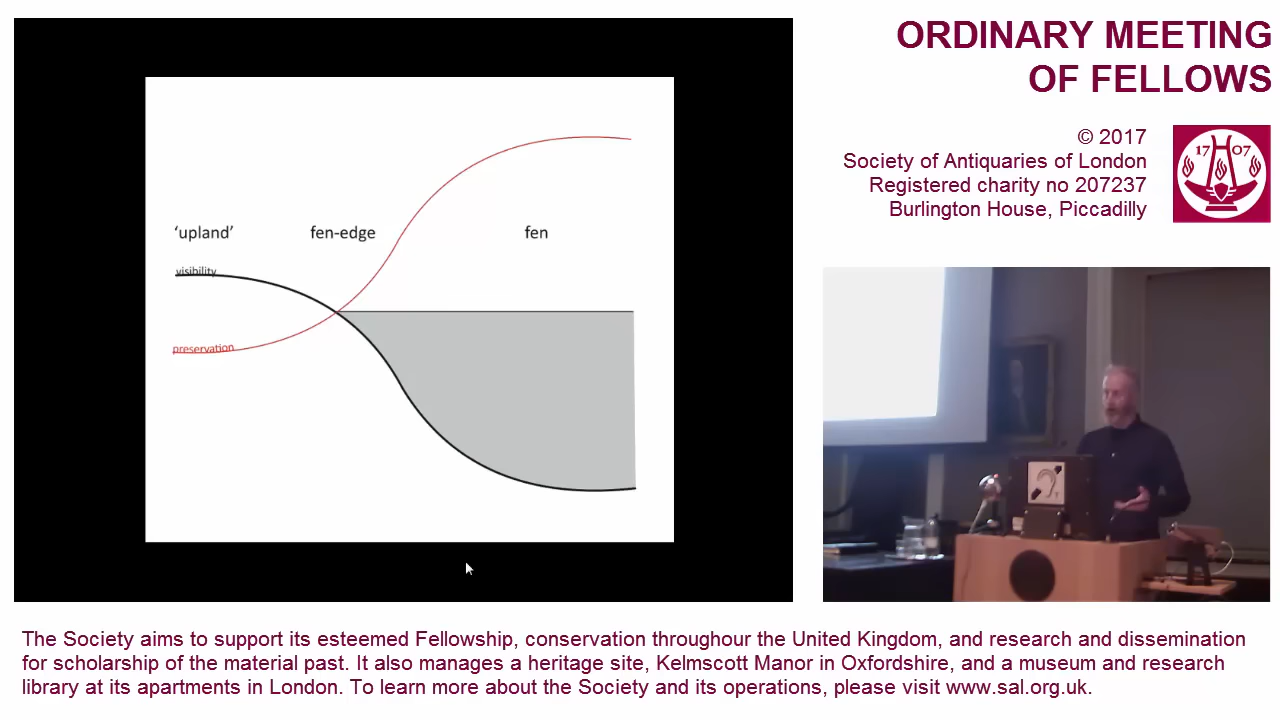 ORDINARY MEETING
OF FELLOWS
© 2017
Society of Antiquaries of London
Registered charity no 207237
Burlington House, Piccadilly
17 07
'upland' fen-edge fen
visibility
preservation
T
The Society aims to support its esteemed Fellowship, conservation throughour the United Kingdom, and research and dissemination
for scholarship of the material past. It also manages a heritage site, Kelmscott Manor in Oxfordshire, and a museum and research
library at its apartments in London. To learn more about the Society and its operations, please visit www.sal.org.uk.